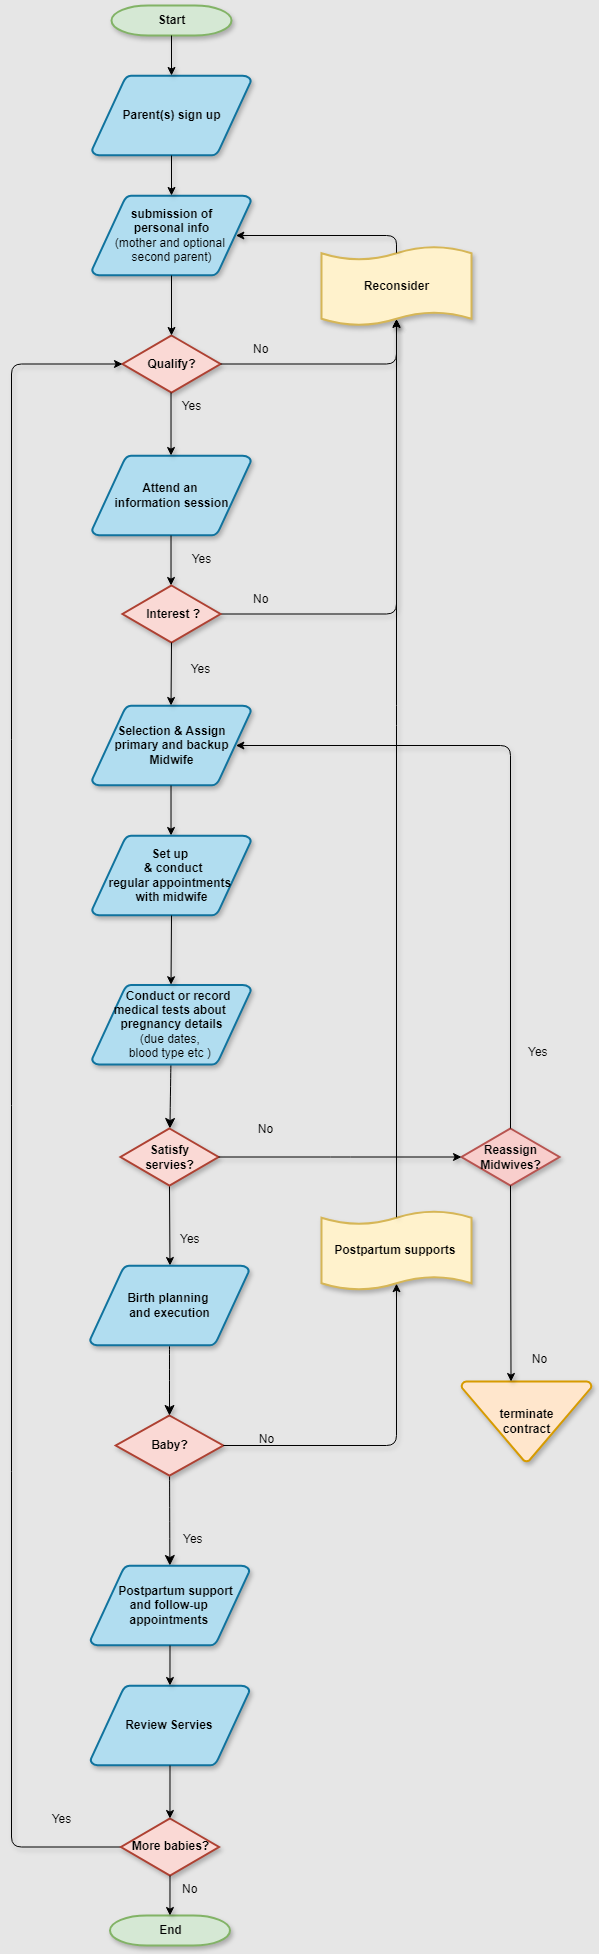 Start
Parent(s) sign up
submission of
personal info
(mother and optional
second parent)
Reconsider
Qualify?
No
Yes
Attend an
information session
Yes
Interest ?
No
Yes
Selection & Assign
primary and backup
Midwife
Set up
& conduct
regular appointments
with midwife
Conduct or record
medical tests about
pregnancy details
(due dates,
blood type etc )
Yes
No
Satisfy
servies?
Reassign
Midwives?
Yes
Postpartum supports
Birth planning
and execution
No
terminate
contract
Baby?
No
Yes
Postpartum support
and follow-up
appointments
Review Servies
Yes
More babies?
No
End